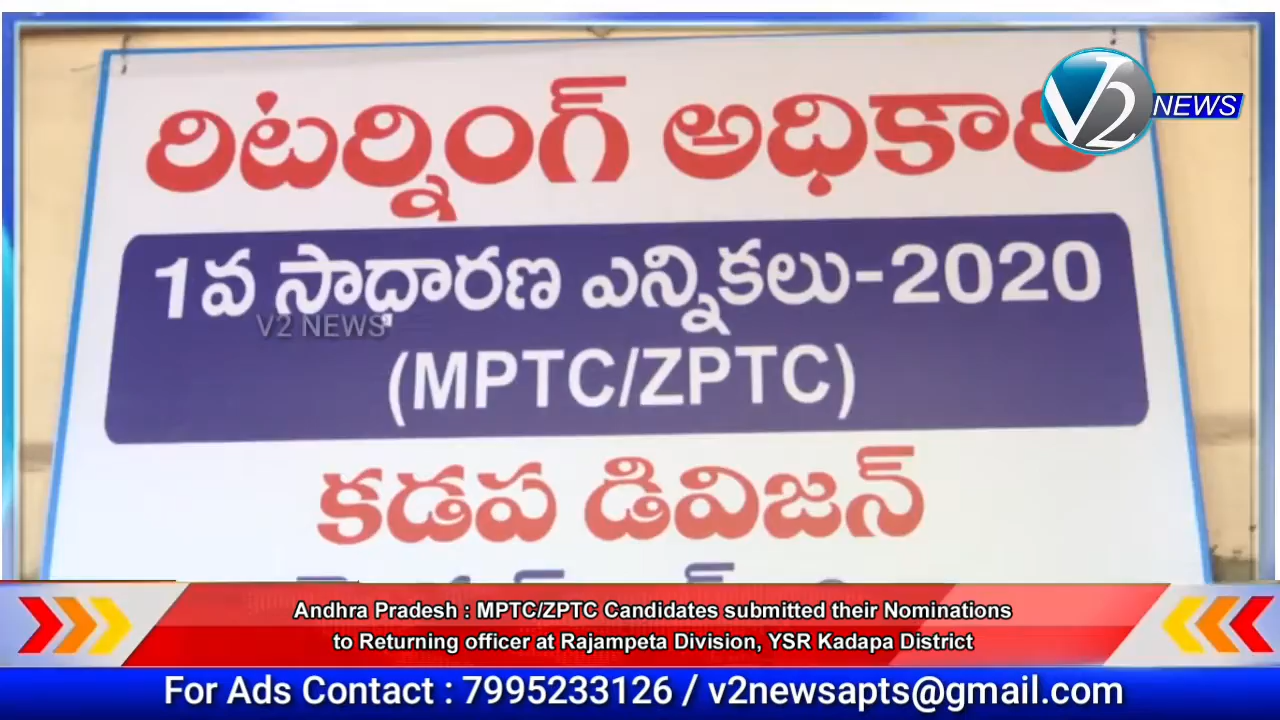 రిటర్నింగ్ అధికారి
V2 NEWS
1వ సాధారణ ఎన్నికలు-2020
V2 NEWS
(MPTC/ZPTC)
కడప డివిజన్
Andhra Pradesh : MPTC/ZPTC Candidates submitted their Nominations
to Returning officer at Rajampeta Division, YSR Kadapa District
For Ads Contact : 7995233126 / v2newsapts@gmail.com